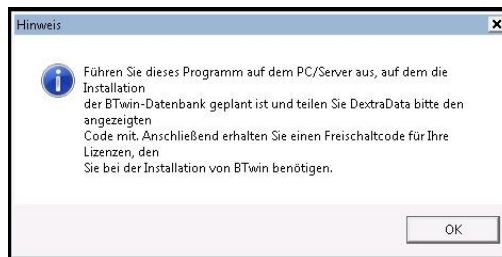 Hinweis
Führen Sie dieses Programm auf dem PC/Server aus, auf dem die
Installation
der BTwin-Datenbank geplant ist und teilen Sie DextraData bitte den
angezeigten
Code mit. Anschließend erhalten Sie einen Freischaltcode für Ihre
Lizenzen, den
Sie bei der Installation von BTwin benötigen.
OK